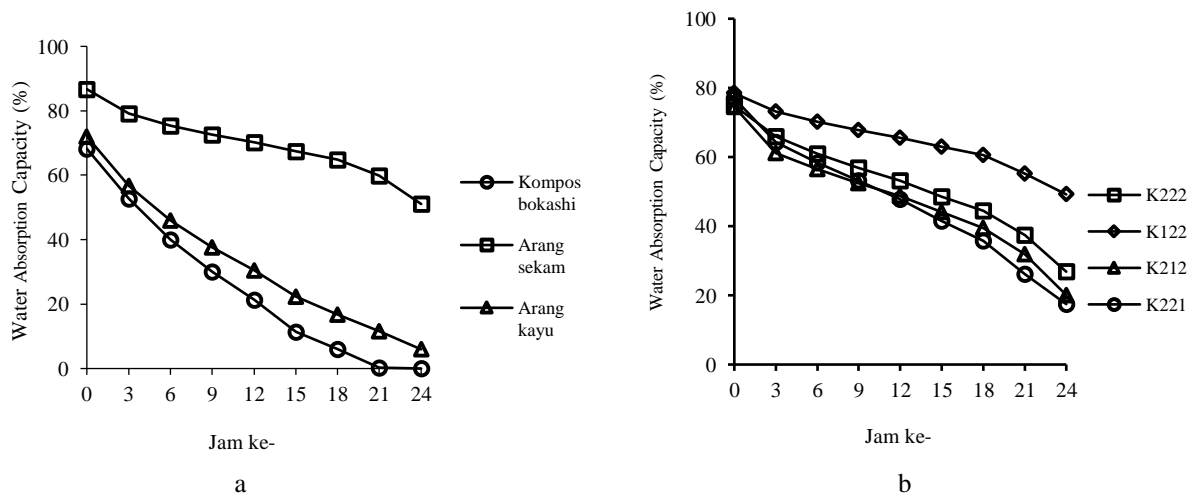 100
80
60
40
20
0
Water Absorption Capacity (%)
0 3 6 9 12 15 18 21 24
Jam ke-
Kompos
bokashi
Arang
sekam
Arang
kayu
a
100
80
60
40
20
0
Water Absorption Capacity (%)
0 3 6 9 12 15 18 21 24
Jam ke-
K222
K122
K212
K221
b